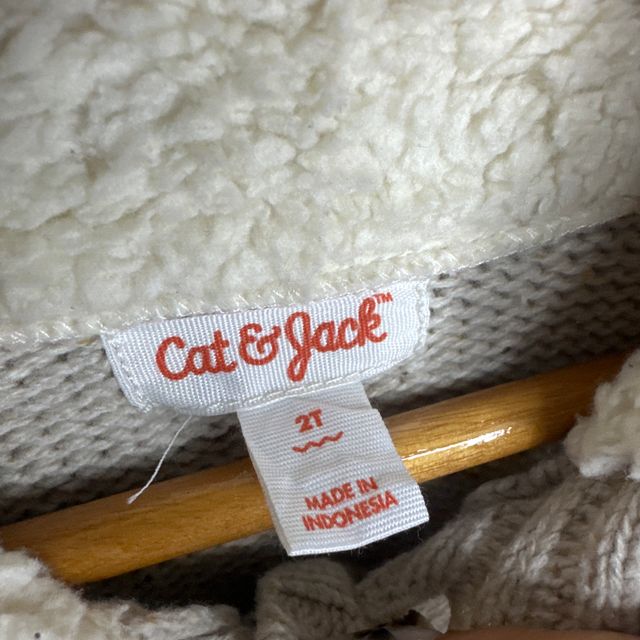 Cat & Jack™
2T
MADE IN
INDONESIA